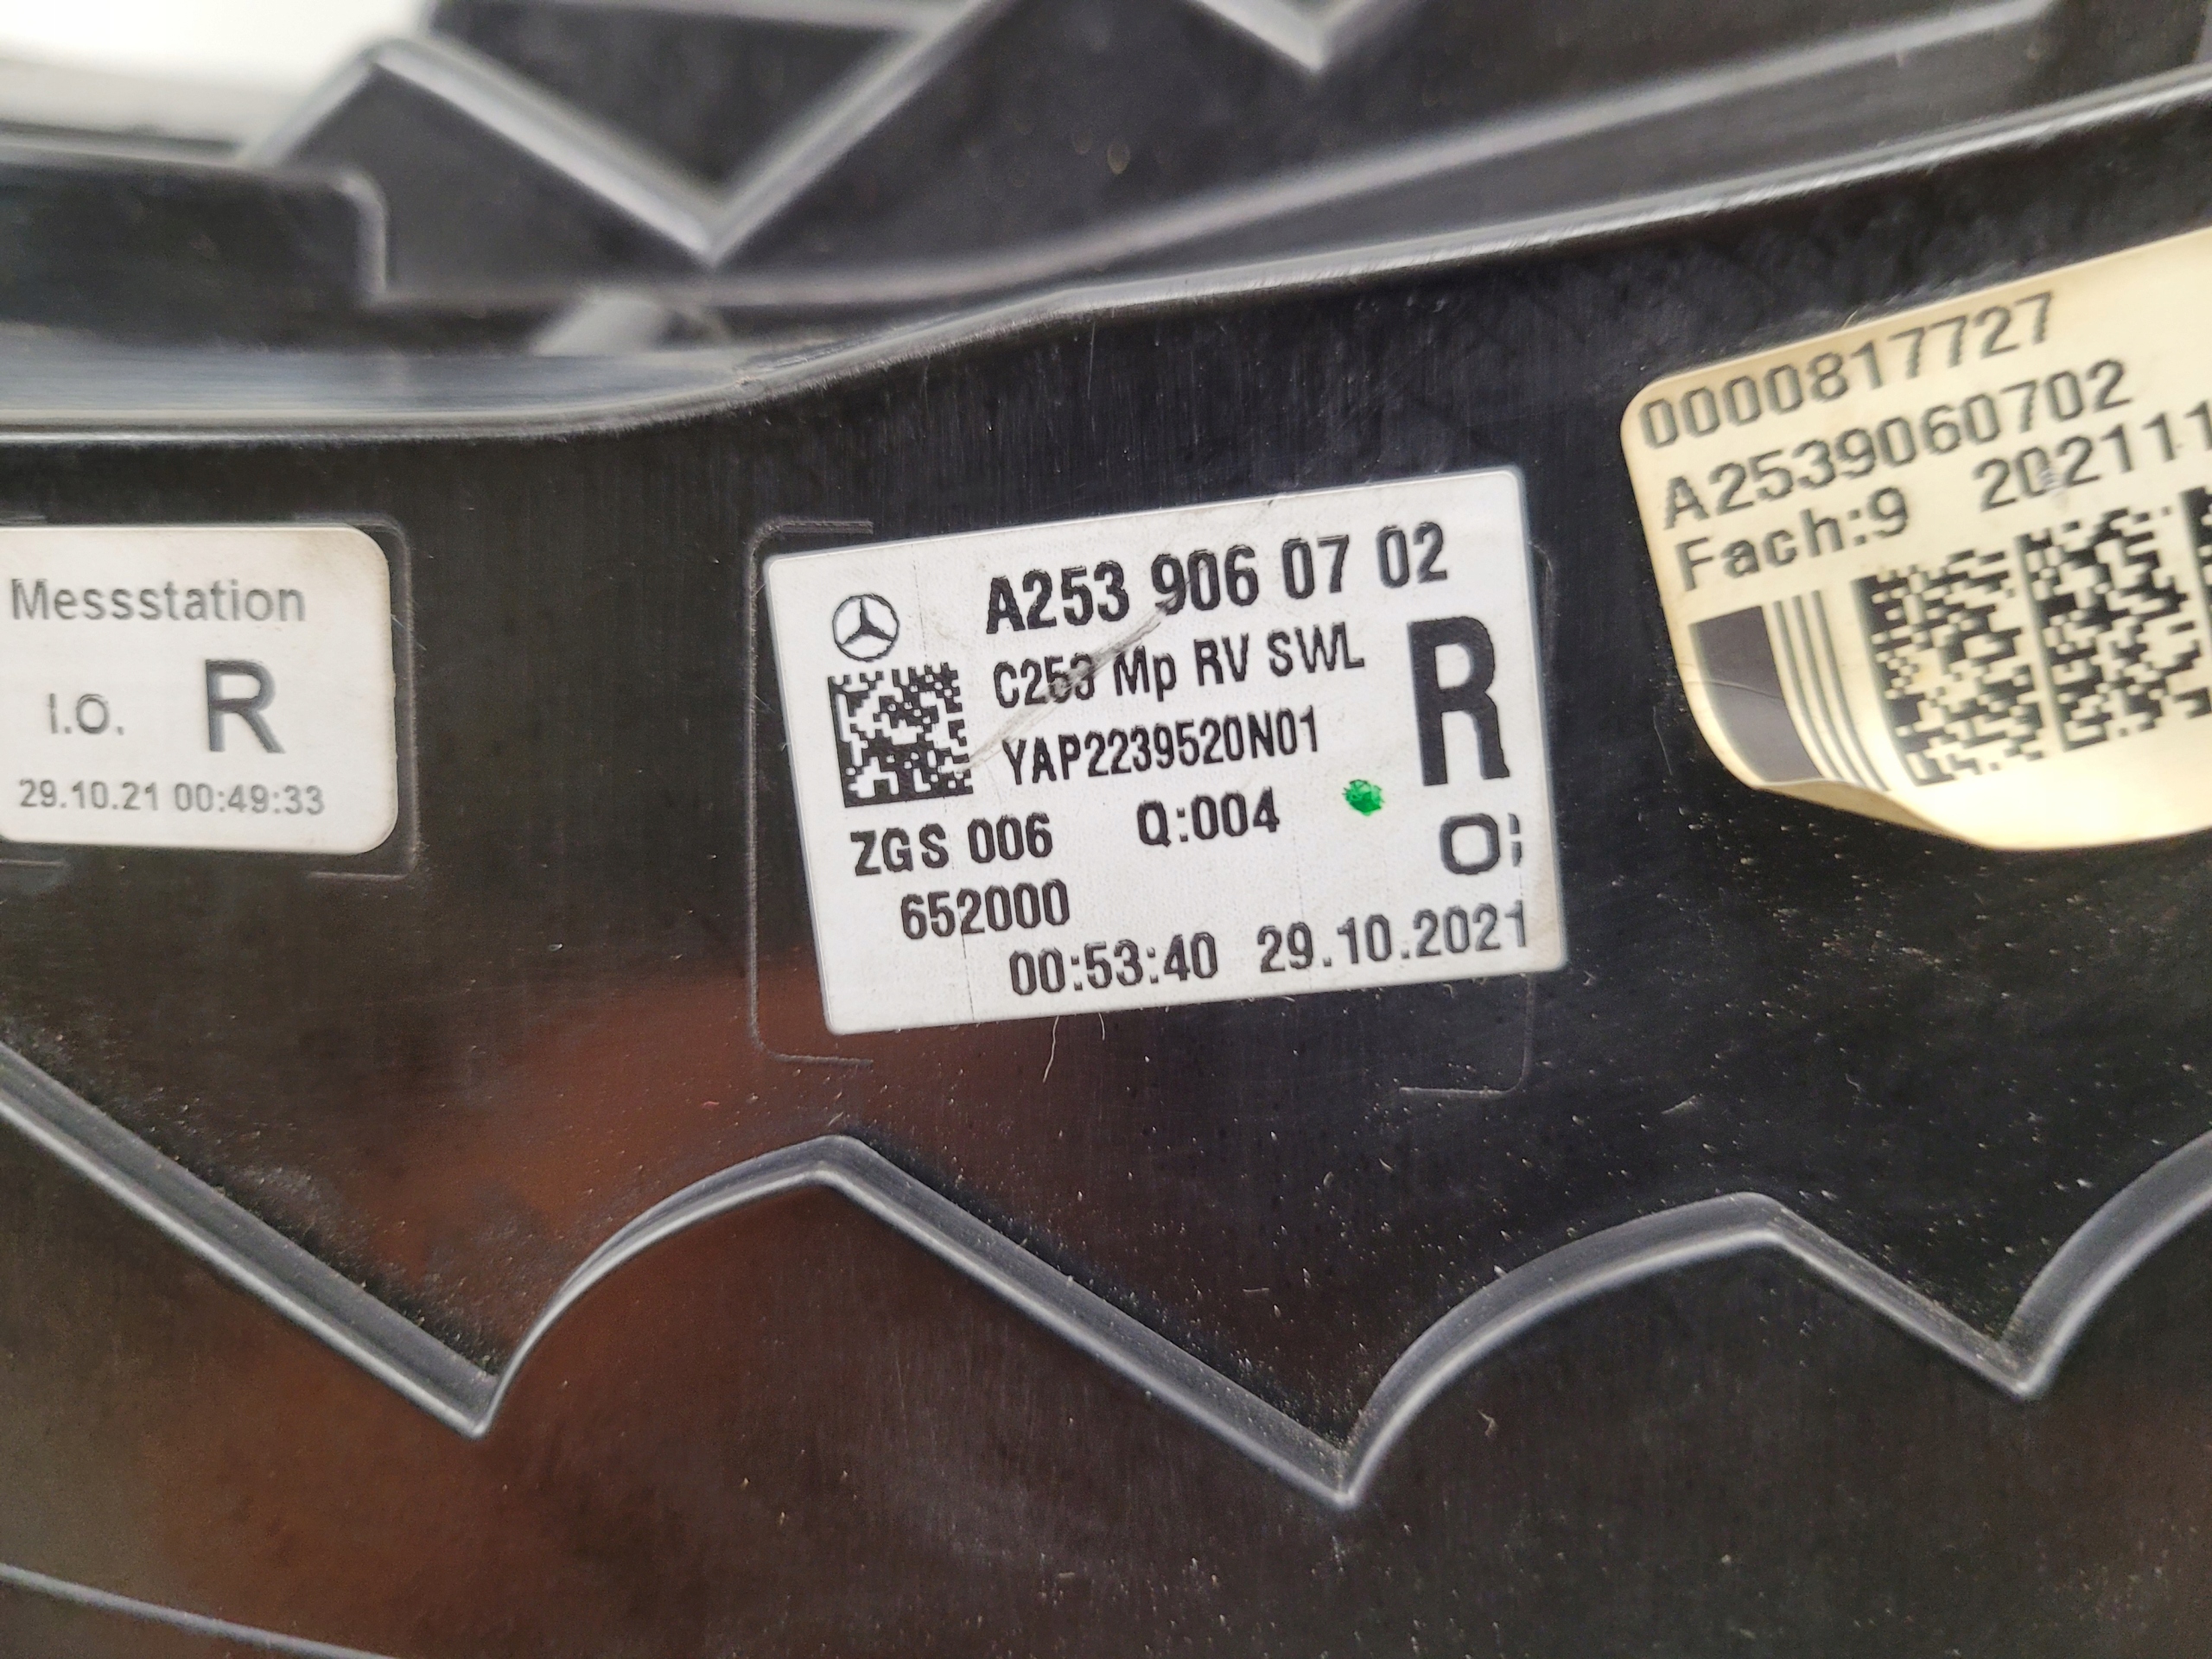 Messstation
I.O. R
29.10.21 00:49:33
A253 906 07 02
C253 Mp RV SWL
R
YAP2239520N01
ZGS 006 Q:004
652000
00:53:40 29.10.2021
0000817727
A2539060702
Fach:9 202111